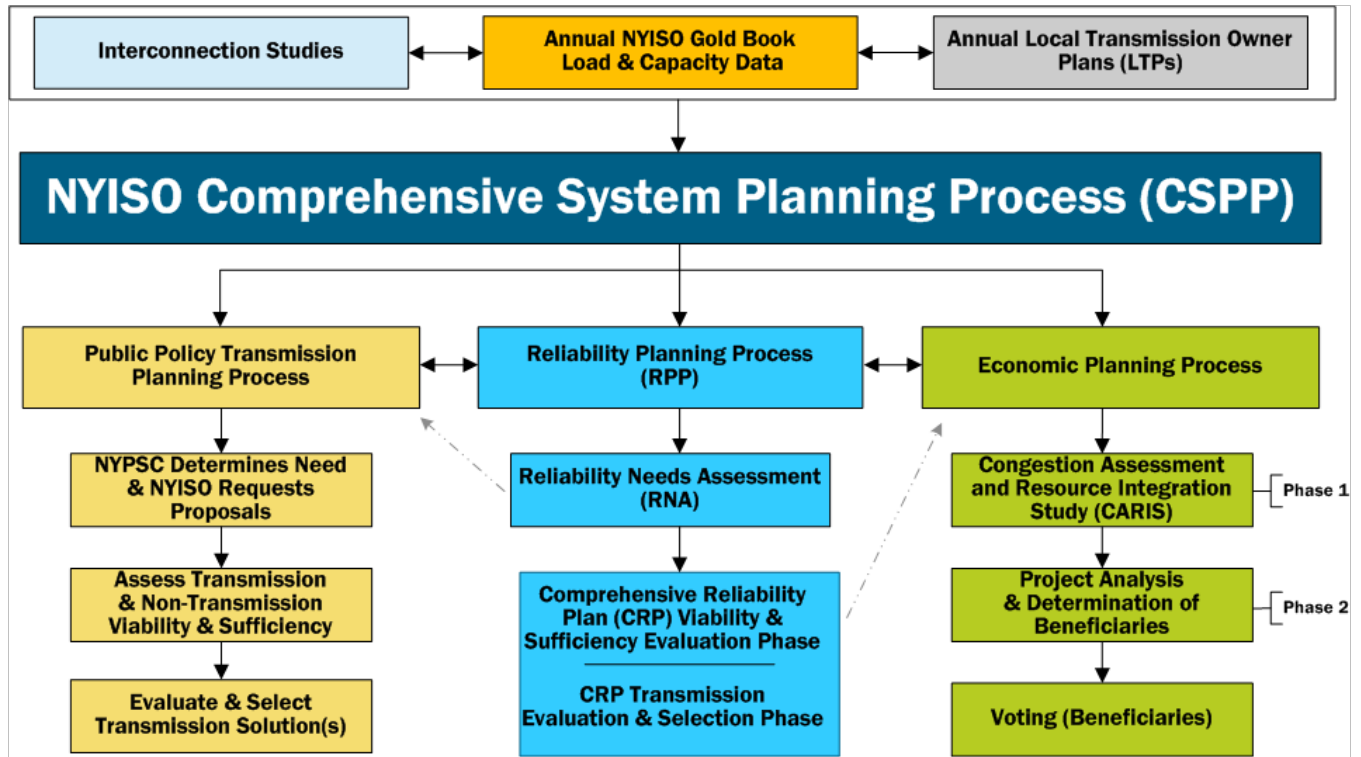 Interconnection Studies
Annual NYISO Gold Book
Load & Capacity Data
Annual Local Transmission Owner
Plans (LTPs)
NYISO Comprehensive System Planning Process (CSPP)
Public Policy Transmission
Planning Process
Reliability Planning Process
(RPP)
Economic Planning Process
NYPSC Determines Need
& NYISO Requests
Proposals
Reliability Needs Assessment
(RNA)
Congestion Assessment
and Resource Integration
Study (CARIS)
Phase 1
Assess Transmission
& Non-Transmission
Viability & Sufficiency
Comprehensive Reliability
Plan (CRP) Viability &
Sufficiency Evaluation Phase
CRP Transmission
Evaluation & Selection Phase
Project Analysis
& Determination of
Beneficiaries
Phase 2
Evaluate & Select
Transmission Solution(s)
Voting (Beneficiaries)